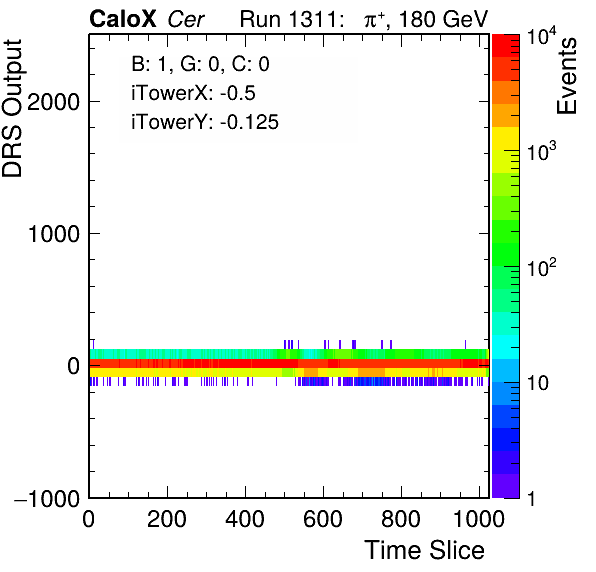 CaloX Cer Run 1311: π⁺, 180 GeV
B: 1, G: 0, C: 0
iTowerX: -0.5
iTowerY: -0.125
DRS Output
2000
1000
0
−1000
0 200 400 600 800 1000
Time Slice
Events
10⁴
10³
10²
10
1